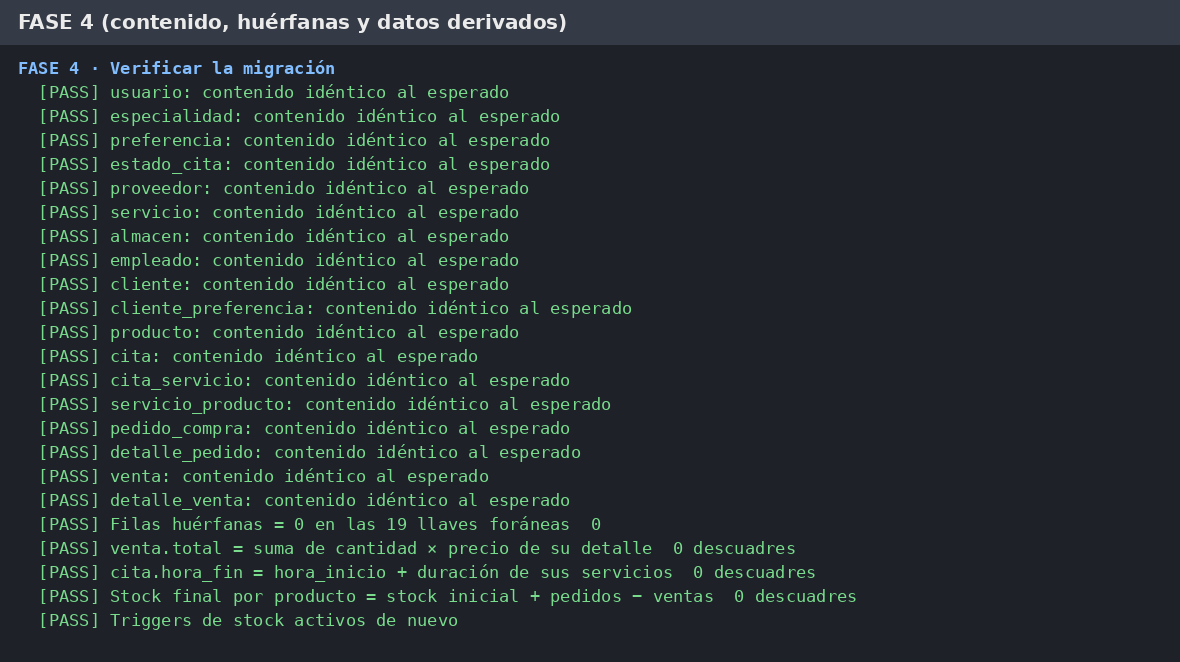 FASE 4 (contenido, huérfanas y datos derivados)
FASE 4 · Verificar la migración
[PASS] usuario: contenido idéntico al esperado
[PASS] especialidad: contenido idéntico al esperado
[PASS] preferencia: contenido idéntico al esperado
[PASS] estado_cita: contenido idéntico al esperado
[PASS] proveedor: contenido idéntico al esperado
[PASS] servicio: contenido idéntico al esperado
[PASS] almacen: contenido idéntico al esperado
[PASS] empleado: contenido idéntico al esperado
[PASS] cliente: contenido idéntico al esperado
[PASS] cliente_preferencia: contenido idéntico al esperado
[PASS] producto: contenido idéntico al esperado
[PASS] cita: contenido idéntico al esperado
[PASS] cita_servicio: contenido idéntico al esperado
[PASS] servicio_producto: contenido idéntico al esperado
[PASS] pedido_compra: contenido idéntico al esperado
[PASS] detalle_pedido: contenido idéntico al esperado
[PASS] venta: contenido idéntico al esperado
[PASS] detalle_venta: contenido idéntico al esperado
[PASS] Filas huérfanas = 0 en las 19 llaves foráneas  0
[PASS] venta.total = suma de cantidad × precio de su detalle  0 descuadres
[PASS] cita.hora_fin = hora_inicio + duración de sus servicios  0 descuadres
[PASS] Stock final por producto = stock inicial + pedidos − ventas  0 descuadres
[PASS] Triggers de stock activos de nuevo